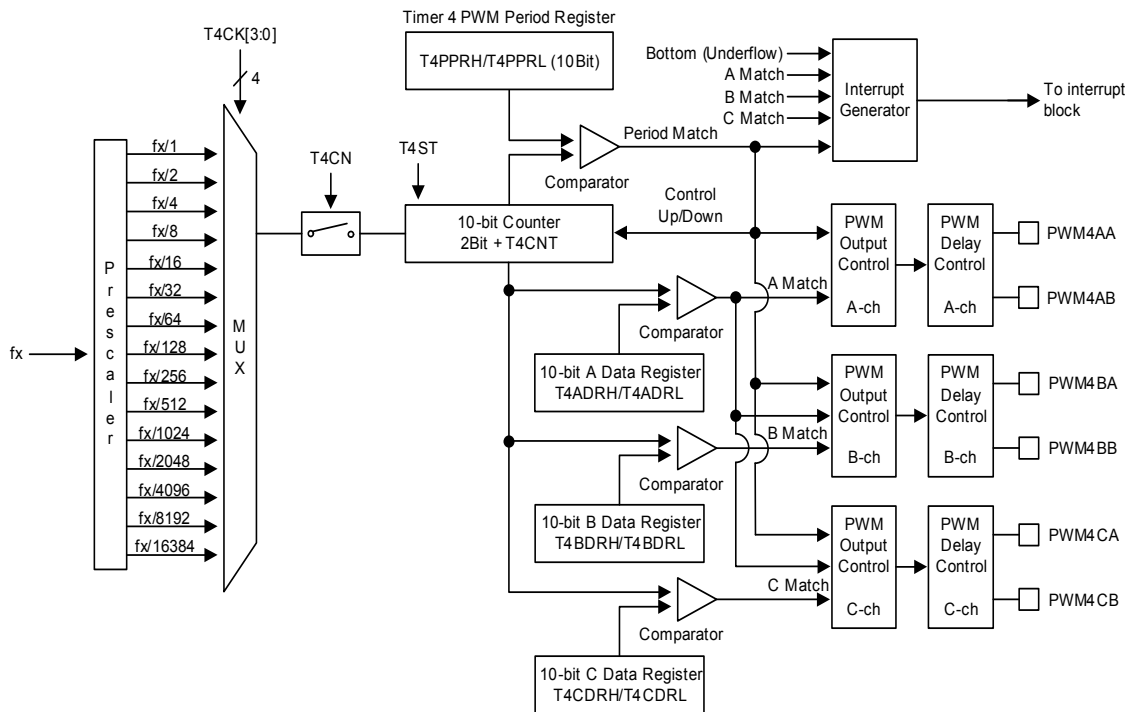 Timer 4 PWM Period Register
T4CK[3:0]
4
T4PPRH/T4PPRL (10Bit)
Bottom (Underflow)
A Match
B Match
C Match
Interrupt
Generator
To interrupt
block
Period Match
Comparator
fx
Prescaler
fx/1
fx/2
fx/4
fx/8
fx/16
fx/32
fx/64
fx/128
fx/256
fx/512
fx/1024
fx/2048
fx/4096
fx/8192
fx/16384
MUX
T4CN
T4ST
10-bit Counter
2Bit + T4CNT
Control
Up/Down
A Match
Comparator
10-bit A Data Register
T4ADRH/T4ADRL
PWM
Output
Control
A-ch
PWM
Delay
Control
A-ch
PWM4AA
PWM4AB
B Match
Comparator
10-bit B Data Register
T4BDRH/T4BDRL
PWM
Output
Control
B-ch
PWM
Delay
Control
B-ch
PWM4BA
PWM4BB
C Match
Comparator
10-bit C Data Register
T4CDRH/T4CDRL
PWM
Output
Control
C-ch
PWM
Delay
Control
C-ch
PWM4CA
PWM4CB